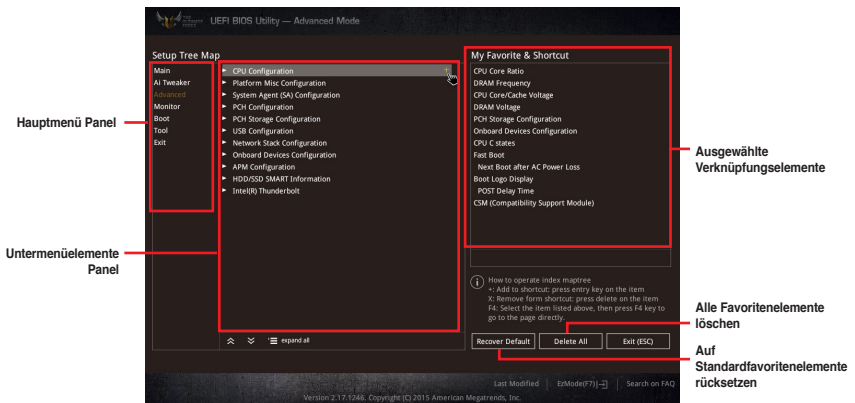 THE ULTIMATE FORCE
UEFI BIOS Utility — Advanced Mode
Setup Tree Map
My Favorite & Shortcut
Hauptmenü Panel
Main
Ai Tweaker
Advanced
Monitor
Boot
Tool
Exit
Untermenüelemente
Panel
CPU Configuration +
Platform Misc Configuration
System Agent (SA) Configuration
PCH Configuration
PCH Storage Configuration
USB Configuration
Network Stack Configuration
Onboard Devices Configuration
APM Configuration
HDD/SSD SMART Information
Intel(R) Thunderbolt
expand all
CPU Core Ratio
DRAM Frequency
CPU Core/Cache Voltage
DRAM Voltage
PCH Storage Configuration
Onboard Devices Configuration
CPU C states
Fast Boot
Next Boot after AC Power Loss
Boot Logo Display
POST Delay Time
CSM (Compatibility Support Module)
Ausgewählte
Verknüpfungselemente
How to operate index maptree
+: Add to shortcut: press entry key
on the item
X: Remove form shortcut: press delete on the item
F4: Select the item listed above, then press F4 key to
go to the page directly.
Recover Default
Delete All
Exit (ESC)
Alle Favoritenelemente
löschen
Auf
Standardfavoritenelemente
rücksetzen
Last Modified
EzMode(F7)
Search on FAQ
Version 2.17.1246. Copyright (C) 2015 American Megatrends, Inc.